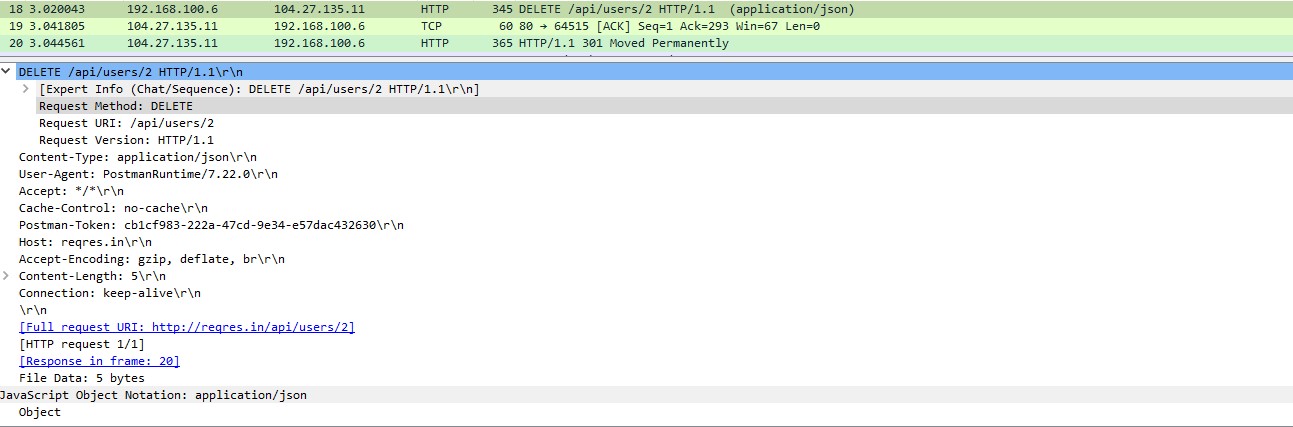 18 3.020043 192.168.100.6 104.27.135.11 HTTP 345 DELETE /api/users/2 HTTP/1.1 (application/json)
19 3.041805 104.27.135.11 192.168.100.6 TCP 60 80 → 64515 [ACK] Seq=1 Ack=293 Win=67 Len=0
20 3.044561 104.27.135.11 192.168.100.6 HTTP 365 HTTP/1.1 301 Moved Permanently
DELETE /api/users/2 HTTP/1.1\r\n
[Expert Info (Chat/Sequence): DELETE /api/users/2 HTTP/1.1\r\n]
Request Method: DELETE
Request URI: /api/users/2
Request Version: HTTP/1.1
Content-Type: application/json\r\n
User-Agent: PostmanRuntime/7.22.0\r\n
Accept: */*\r\n
Cache-Control: no-cache\r\n
Postman-Token: cb1cf983-222a-47cd-9e34-e57dac432630\r\n
Host: reqres.in\r\n
Accept-Encoding: gzip, deflate, br\r\n
Content-Length: 5\r\n
Connection: keep-alive\r\n
\r\n
[Full request URI: http://reqres.in/api/users/2]
[HTTP request 1/1]
[Response in frame: 20]
File Data: 5 bytes
JavaScript Object Notation: application/json
Object